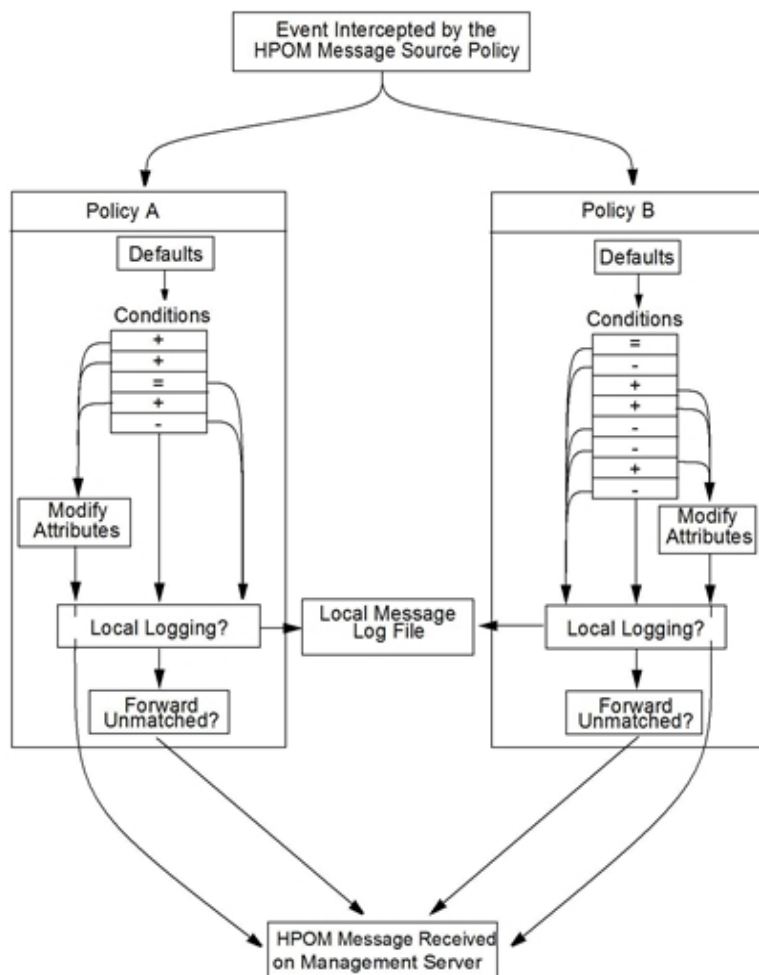 Event Intercepted by the
HPOM Message Source Policy
Policy A
Defaults
Conditions
+
+
=
+
-
Modify
Attributes
Local Logging?
Forward
Unmatched?
Policy B
Defaults
Conditions
=
-
+
+
-
-
+
-
Modify
Attributes
Local Logging?
Forward
Unmatched?
Local Message
Log File
HPOM Message Received
on Management Server